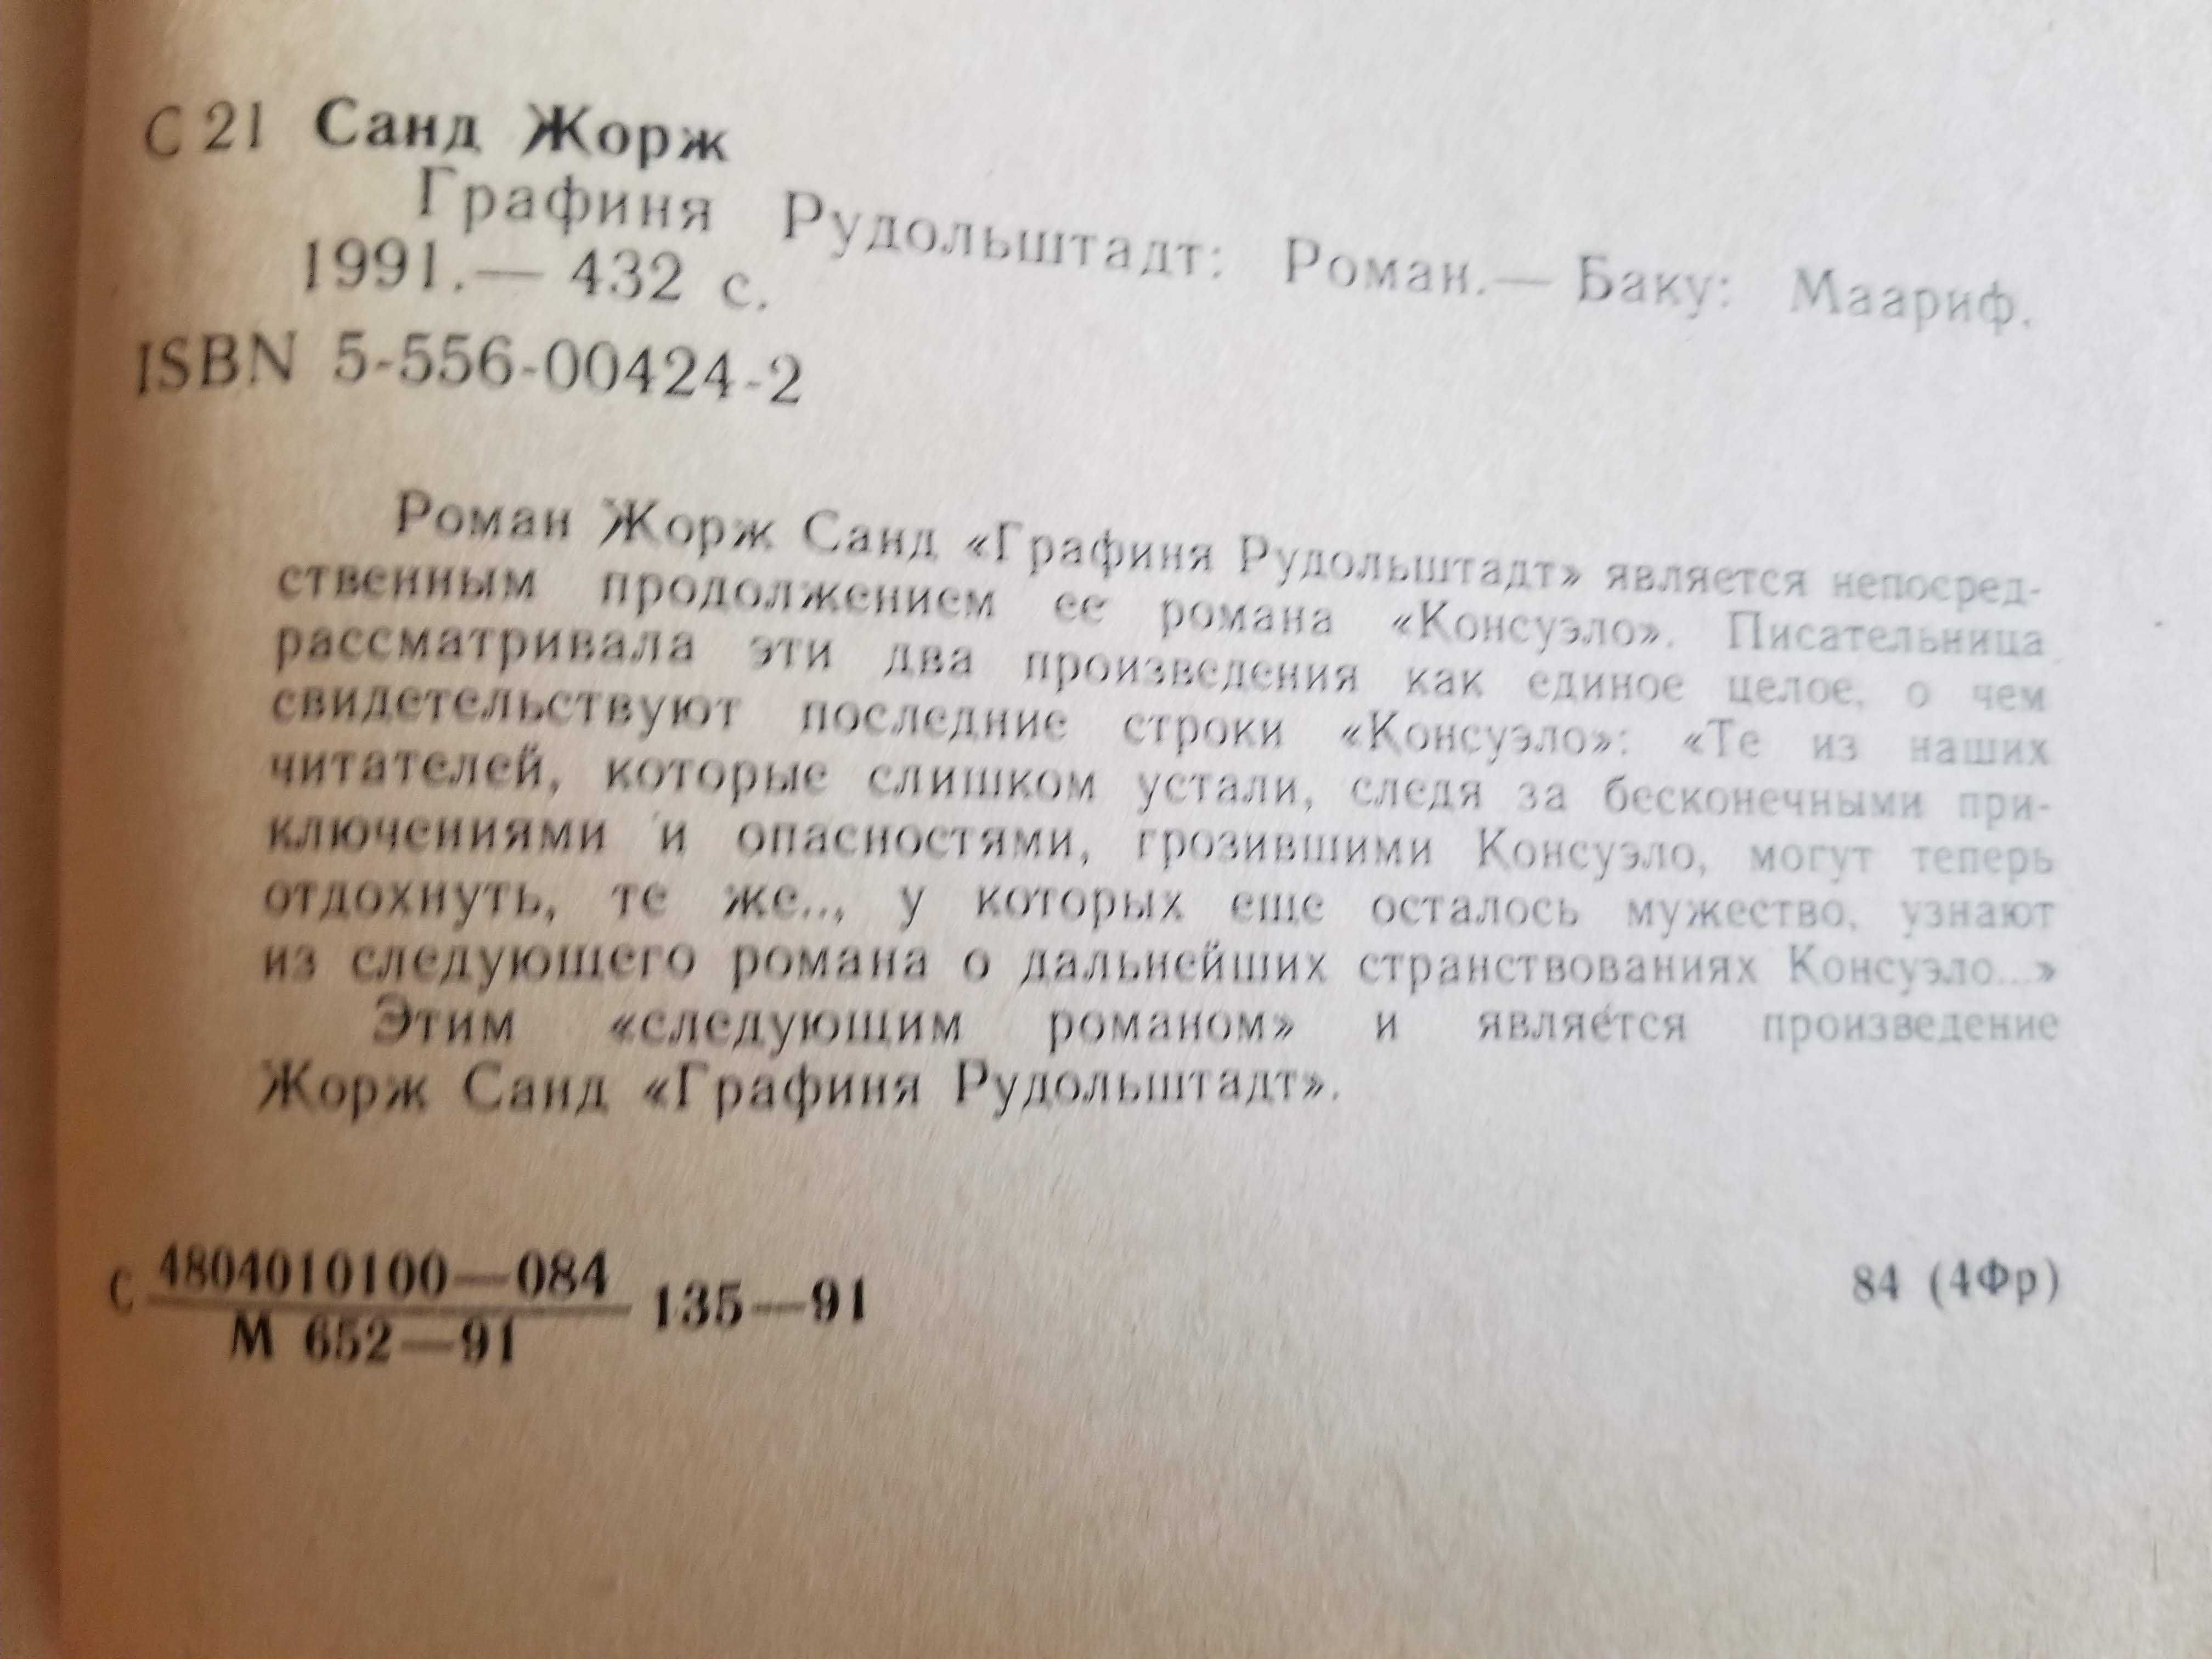 С 21 Санд Жорж
Графиня Рудольштадт: Роман.— Баку: Маариф.
1991.— 432 с.
ISBN 5-556-00424-2
Роман Жорж Санд «Графиня Рудольштадт» является непосред-
ственным продолжением ее романа «Консуэло». Писательница
рассматривала эти два произведения как единое целое, о чем
свидетельствуют последние строки «Консуэло»: «Те из наших
читателей, которые слишком устали, следя за бесконечными при-
ключениями и опасностями, грозившими Консуэло, могут теперь
отдохнуть, те же.., у которых еще осталось мужество, узнают
из следующего романа о дальнейших странствованиях Консуэло...»
Этим «следующим романом» и является произведение
Жорж Санд «Графиня Рудольштадт».
С 4804010100—084
М 652—91
135—91
84 (4Фр)